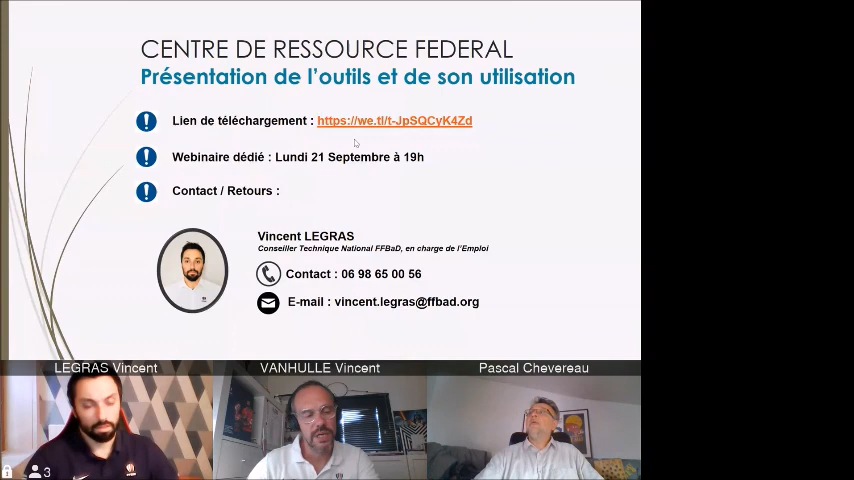 CENTRE DE RESSOURCE FEDERAL
Présentation de l'outils et de son utilisation
Lien de téléchargement : https://we.tl/t-JpSQCyK4Zd
Webinaire dédié : Lundi 21 Septembre à 19h
Contact / Retours :
Vincent LEGRAS
Conseiller Technique National FFBaD, en charge de l'Emploi
Contact : 06 98 65 00 56
E-mail : vincent.legras@ffbad.org
LEGRAS Vincent
VANHULLE Vincent
Pascal Chevereau
3